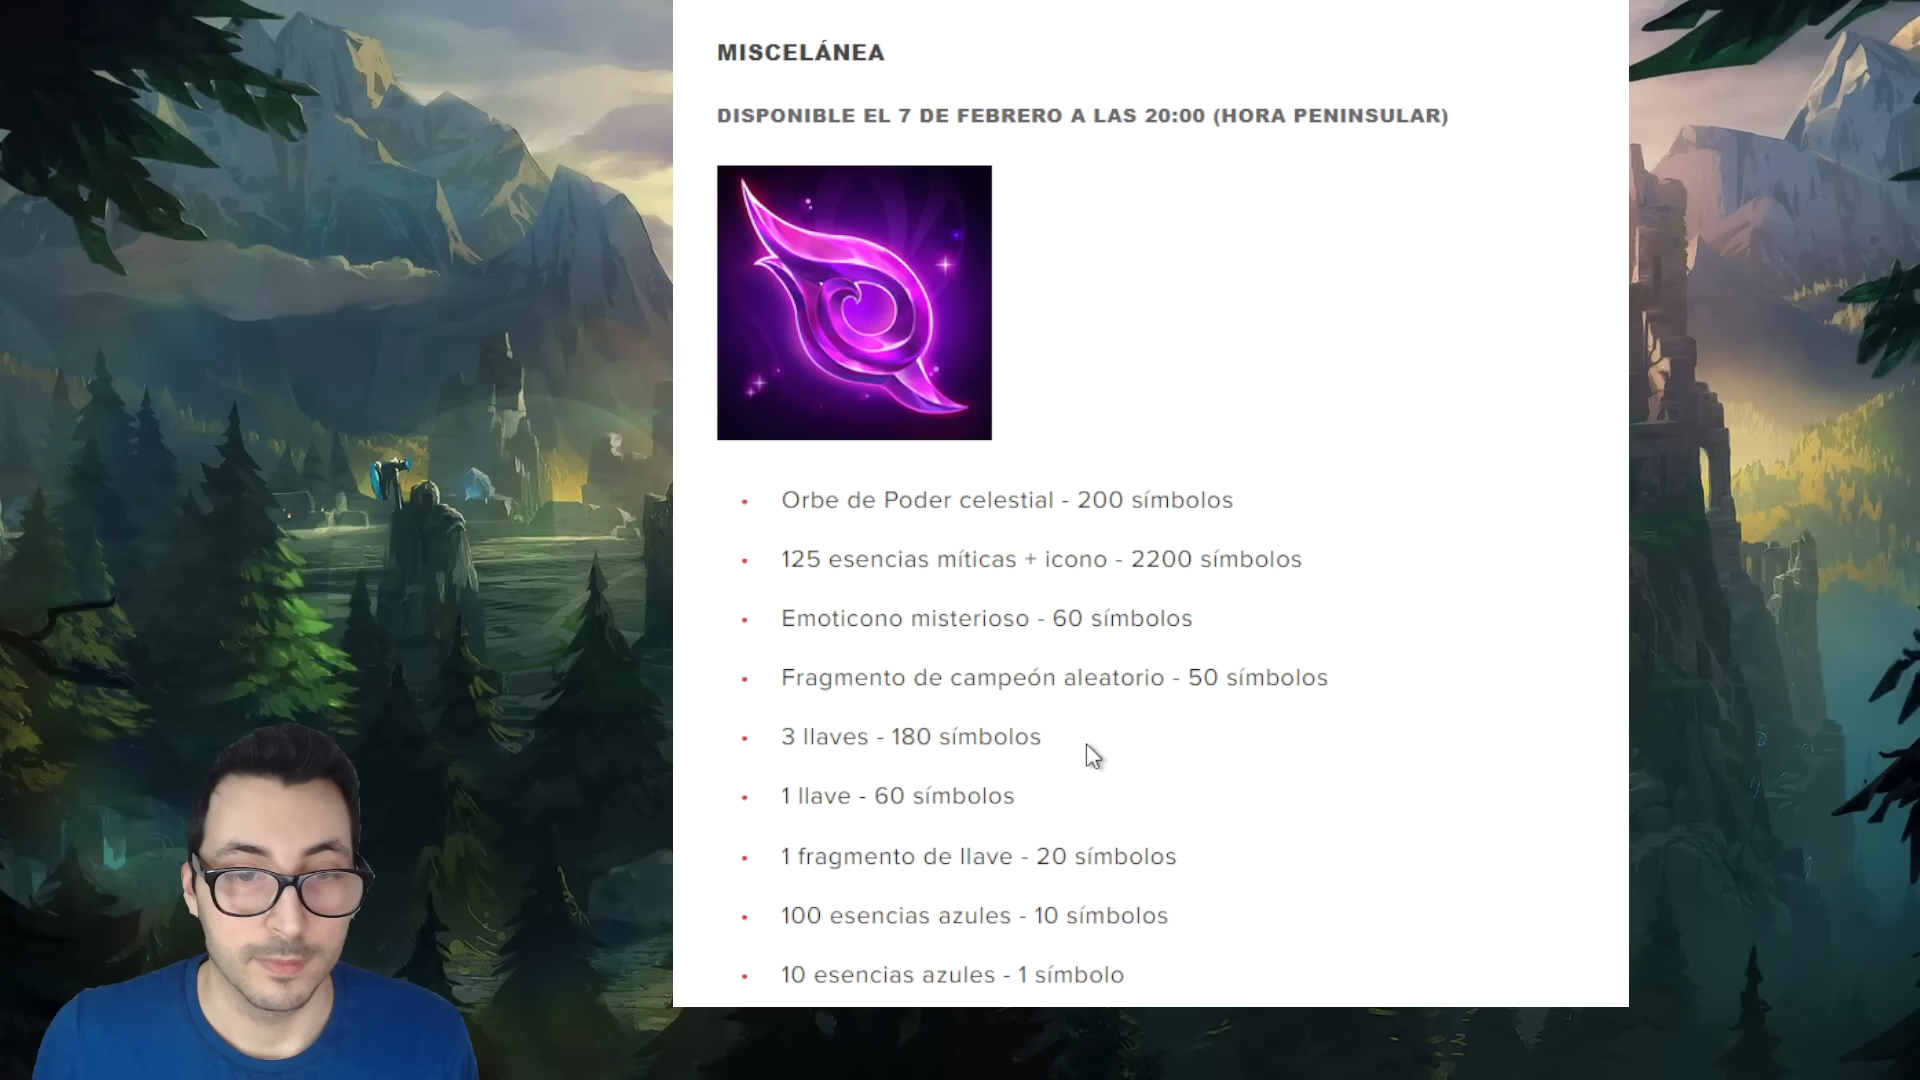 MISCELÁNEA
DISPONIBLE EL 7 DE FEBRERO A LAS 20:00 (HORA PENINSULAR)
• Orbe de Poder celestial - 200 símbolos
• 125 esencias míticas + icono - 2200 símbolos
• Emoticono misterioso - 60 símbolos
• Fragmento de campeón aleatorio - 50 símbolos
• 3 llaves - 180 símbolos
• 1 llave - 60 símbolos
• 1 fragmento de llave - 20 símbolos
• 100 esencias azules - 10 símbolos
• 10 esencias azules - 1 símbolo